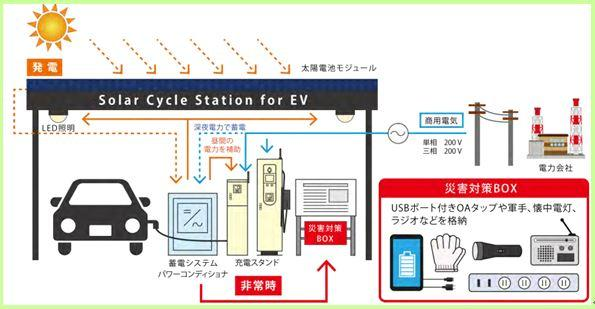 発電
太陽電池モジュール
Solar Cycle Station for EV
LED照明
深夜電力で蓄電
昼間の
電力を補助
商用電気
単相 200V
三相 200V
電力会社
災害対策
BOX
蓄電システム
パワーコンディショナ
充電スタンド
非常時
災害対策BOX
USBポート付きOAタップや軍手、懐中電灯、
ラジオなどを格納